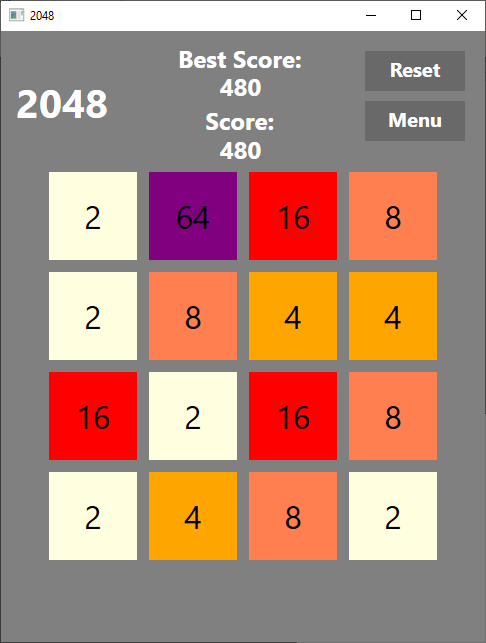 2048
Best Score:
480
Reset
2048
Score:
480
Menu
2 64 16 8
2 8 4 4
16 2 16 8
2 4 8 2